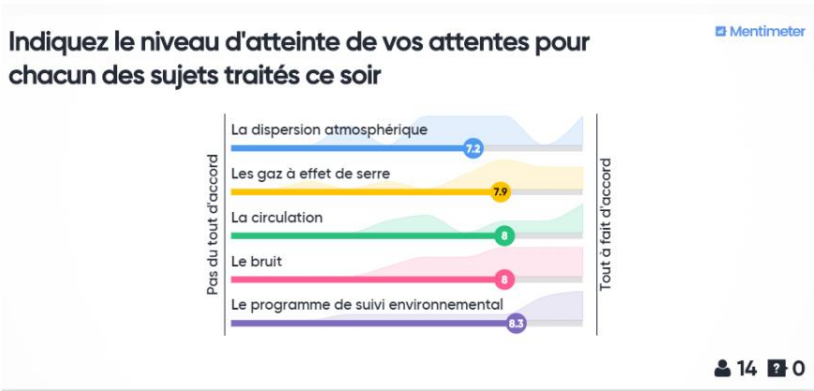 Indiquez le niveau d'atteinte de vos attentes pour
chacun des sujets traités ce soir
Mentimeter
Pas du tout d'accord
La dispersion atmosphérique
7.2
Les gaz à effet de serre
7.9
La circulation
8
Le bruit
8
Le programme de suivi environnemental
8.3
Tout à fait d'accord
14 ? 0